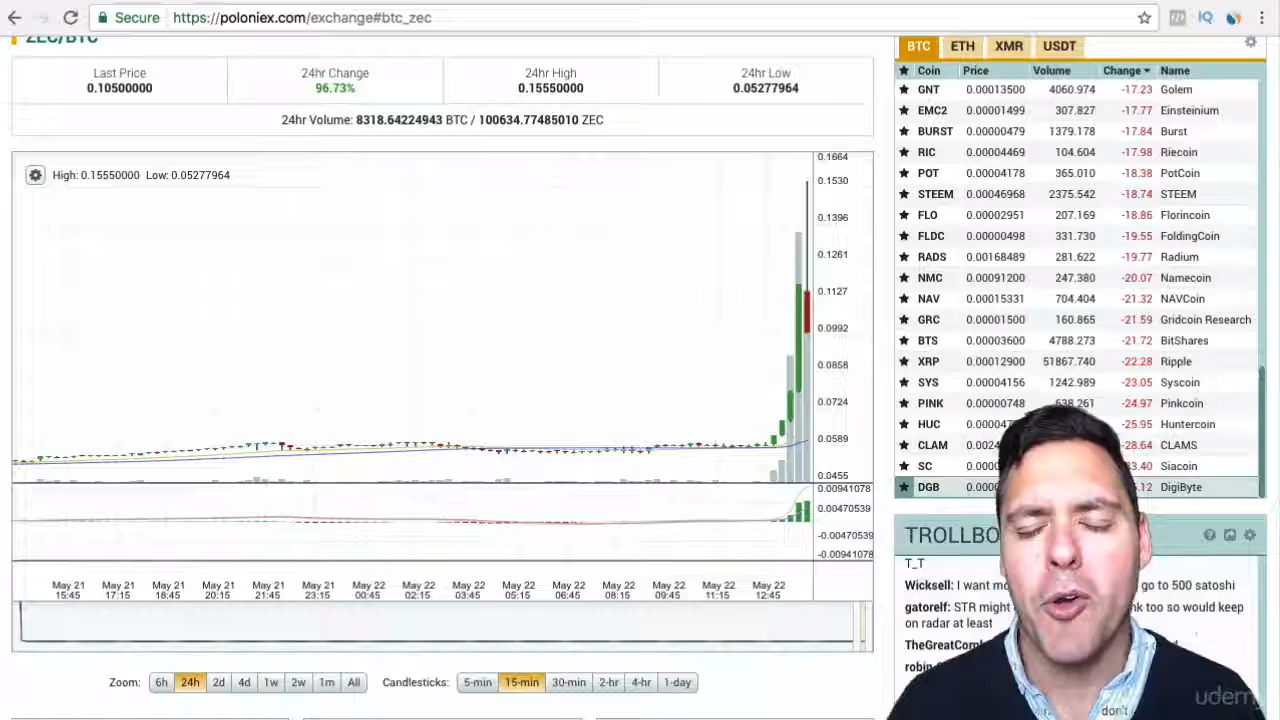 Secure https://poloniex.com/exchange#btc_zec
ZEC/BTC
Last Price 24hr Change 24hr High 24hr Low
0.10500000 96.73% 0.15550000 0.05277964
24hr Volume: 8318.64224943 BTC / 100634.77485010 ZEC
High: 0.15550000 Low: 0.05277964
0.1664
0.1530
0.1396
0.1261
0.1127
0.0992
0.0858
0.0724
0.0589
0.0455
0.00941078
0.00470539
-0.00470539
-0.00941078
May 21 May 21 May 21 May 21 May 21 May 21 May 22 May 22 May 22 May 22 May 22 May 22 May 22 May 22 May 22
15:45 17:15 18:45 20:15 21:45 23:15 00:45 02:15 03:45 05:15 06:45 08:15 09:45 11:15 12:45
Zoom: 6h 24h 2d 4d 1w 2w 1m All Candlesticks: 5-min 15-min 30-min 2-hr 4-hr 1-day
BTC ETH XMR USDT
Coin Price Volume Change Name
GNT 0.00013500 4060.974 -17.23 Golem
EMC2 0.00001499 307.827 -17.77 Einsteinium
BURST 0.00000479 1379.178 -17.84 Burst
RIC 0.00004469 104.604 -17.98 Riecoin
POT 0.00004178 365.010 -18.38 PotCoin
STEEM 0.00046968 2375.542 -18.74 STEEM
FLO 0.00002951 207.169 -18.86 Florincoin
FLDC 0.00000498 331.730 -19.55 FoldingCoin
RADS 0.00168489 281.622 -19.77 Radium
NMC 0.00091200 247.380 -20.07 Namecoin
NAV 0.00015331 704.404 -21.32 NAVCoin
GRC 0.00001500 160.865 -21.59 Gridcoin Research
BTS 0.00003600 4788.273 -21.72 BitShares
XRP 0.00012900 51867.740 -22.28 Ripple
SYS 0.00004156 1242.989 -23.05 Syscoin
PINK 0.00000748 638.261 -24.97 Pinkcoin
HUC -25.95 Huntercoin
CLAM -28.64 CLAMS
SC Siacoin
DGB DigiByte
TROLLBO
T_T
Wicksell: I want go to 500 satoshi
gatorelf: STR might too so would keep
on radar at least
TheGreatCom
robin
don't
udemy